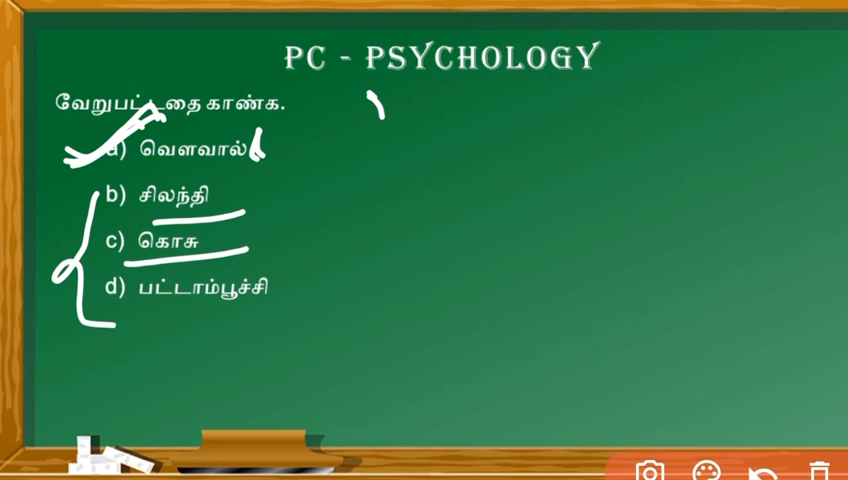 PC - PSYCHOLOGY
வேறுபட்டதை காண்க.
a) வௌவால்
b) சிலந்தி
c) கொசு
d) பட்டாம்பூச்சி